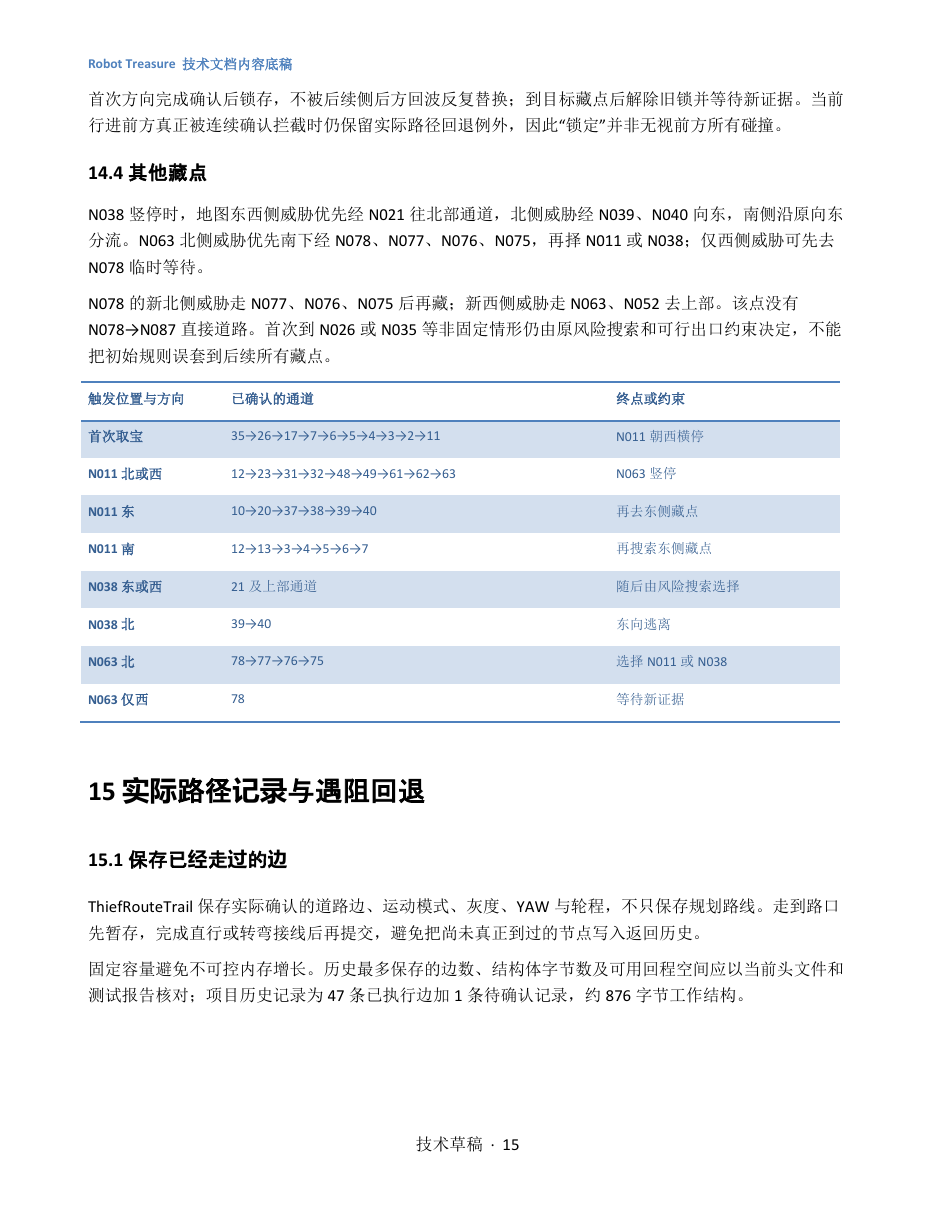 Robot Treasure 技术文档内容底稿
首次方向完成确认后锁存，不被后续侧后方回波反复替换；到目标藏点后解除旧锁并等待新证据。当前
行进前方真正被连续确认拦截时仍保留实际路径回退例外，因此“锁定”并非无视前方所有碰撞。
14.4 其他藏点
N038 竖停时，地图东西侧威胁优先经 N021 往北部通道，北侧威胁经 N039、N040 向东，南侧沿原向东
分流。N063 北侧威胁优先南下经 N078、N077、N076、N075，再择 N011 或 N038；仅西侧威胁可先去
N078 临时等待。
N078 的新北侧威胁走 N077、N076、N075 后再藏；新西侧威胁走 N063、N052 去上部。该点没有
N078→N087 直接道路。首次到 N026 或 N035 等非固定情形仍由原风险搜索和可行出口约束决定，不能
把初始规则误套到后续所有藏点。
触发位置与方向 已确认的通道 终点或约束
首次取宝 35→26→17→7→6→5→4→3→2→11 N011 朝西横停
N011 北或西 12→23→31→32→48→49→61→62→63 N063 竖停
N011 东 10→20→37→38→39→40 再去东侧藏点
N011 南 12→13→3→4→5→6→7 再搜索东侧藏点
N038 东或西 21 及上部通道 随后由风险搜索选择
N038 北 39→40 东向逃离
N063 北 78→77→76→75 选择 N011 或 N038
N063 仅西 78 等待新证据
15 实际路径记录与遇阻回退
15.1 保存已经走过的边
ThiefRouteTrail 保存实际确认的道路边、运动模式、灰度、YAW 与轮程，不只保存规划路线。走到路口
先暂存，完成直行或转弯接线后再提交，避免把尚未真正到过的节点写入返回历史。
固定容量避免不可控内存增长。历史最多保存的边数、结构体字节数及可用回程空间应以当前头文件和
测试报告核对；项目历史记录为 47 条已执行边加 1 条待确认记录，约 876 字节工作结构。
技术草稿 · 15